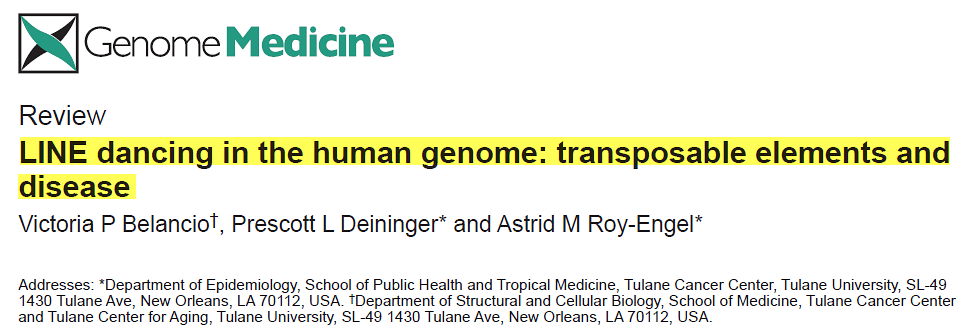 Genome Medicine
Review
LINE dancing in the human genome: transposable elements and
disease
Victoria P Belancio†, Prescott L Deininger* and Astrid M Roy-Engel*
Addresses: *Department of Epidemiology, School of Public Health and Tropical Medicine, Tulane Cancer Center, Tulane University, SL-49
1430 Tulane Ave, New Orleans, LA 70112, USA. †Department of Structural and Cellular Biology, School of Medicine, Tulane Cancer Center
and Tulane Center for Aging, Tulane University, SL-49 1430 Tulane Ave, New Orleans, LA 70112, USA.